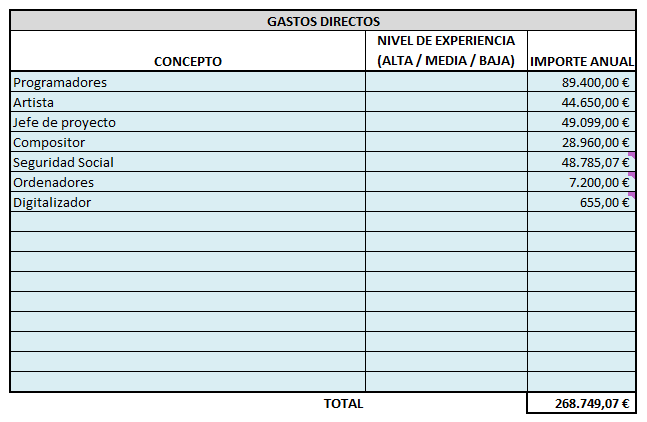 GASTOS DIRECTOS
CONCEPTO NIVEL DE EXPERIENCIA (ALTA / MEDIA / BAJA) IMPORTE ANUAL
Programadores 89.400,00 €
Artista 44.650,00 €
Jefe de proyecto 49.099,00 €
Compositor 28.960,00 €
Seguridad Social 48.785,07 €
Ordenadores 7.200,00 €
Digitalizador 655,00 €
TOTAL 268.749,07 €